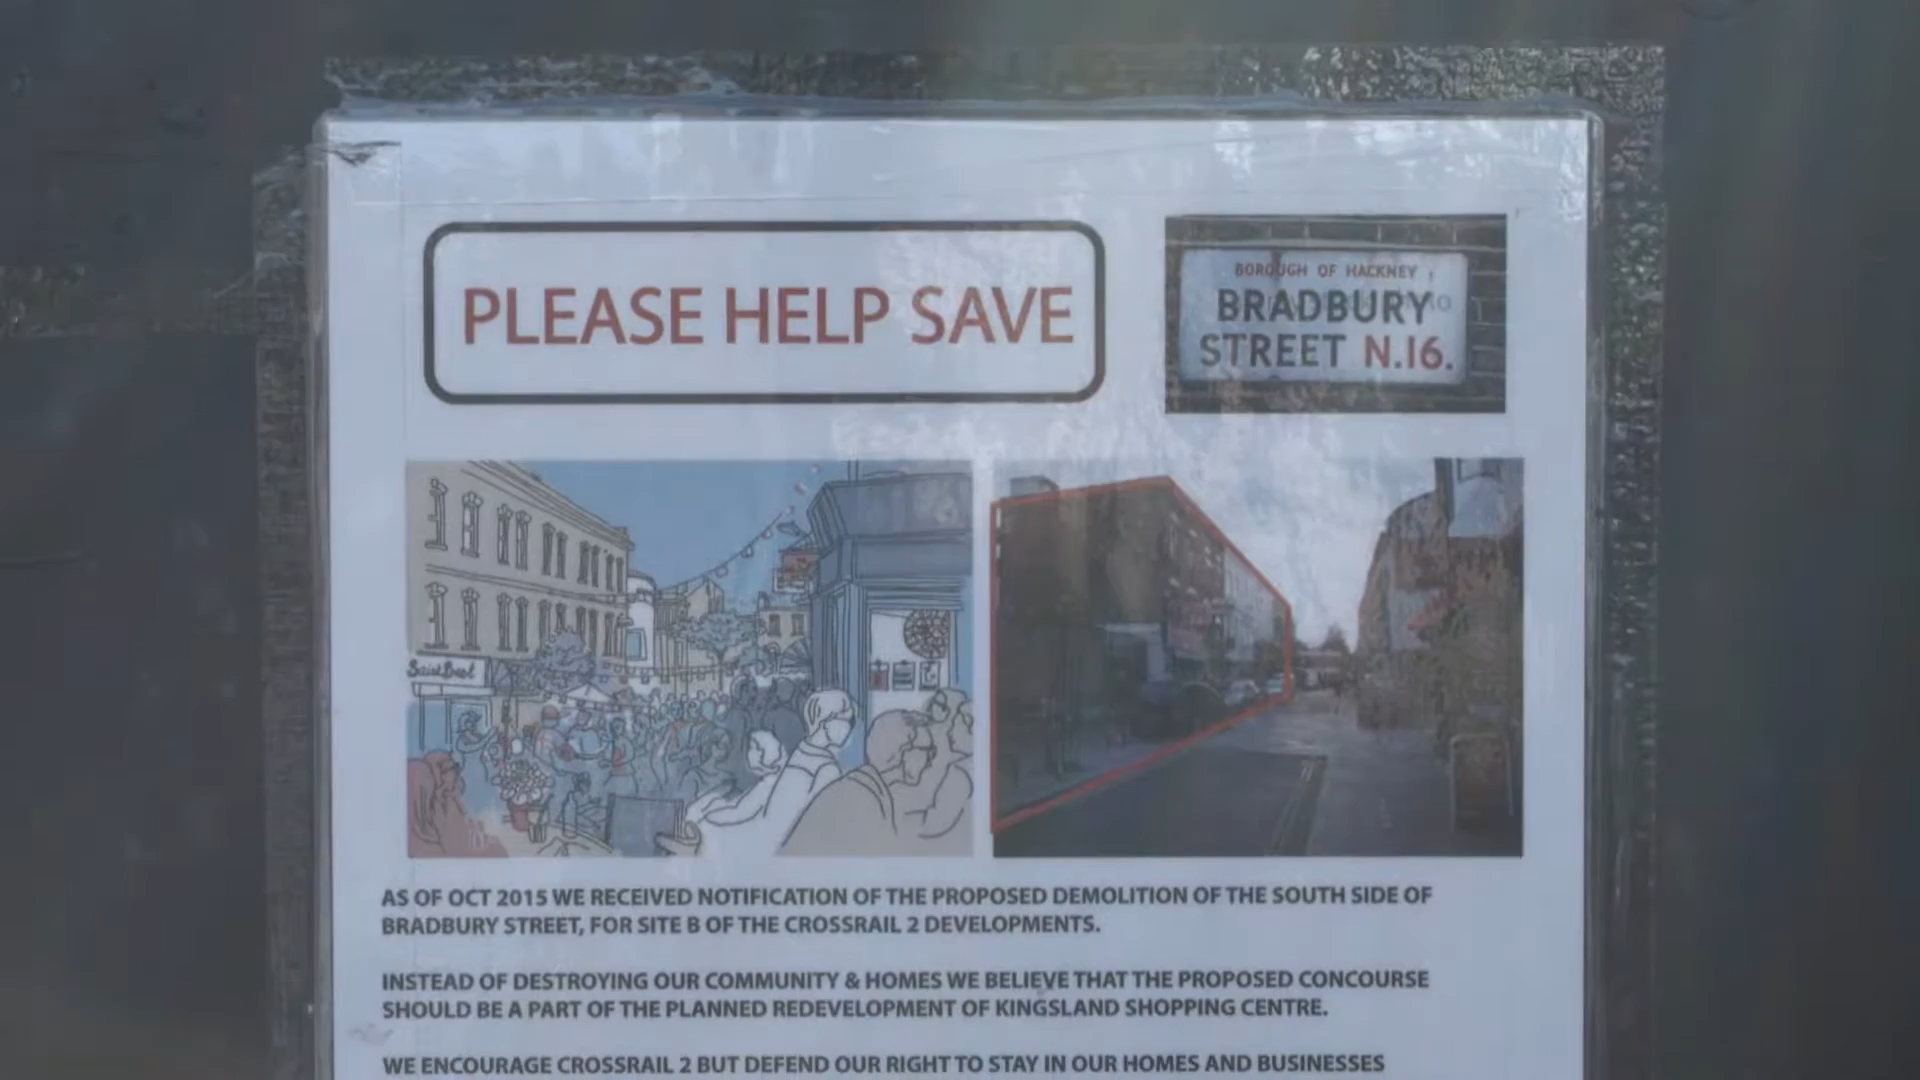 PLEASE HELP SAVE
BOROUGH OF HACKNEY
BRADBURY
STREET N.16.
SaintBest
AS OF OCT 2015 WE RECEIVED NOTIFICATION OF THE PROPOSED DEMOLITION OF THE SOUTH SIDE OF
BRADBURY STREET, FOR SITE B OF THE CROSSRAIL 2 DEVELOPMENTS.
INSTEAD OF DESTROYING OUR COMMUNITY & HOMES WE BELIEVE THAT THE PROPOSED CONCOURSE
SHOULD BE A PART OF THE PLANNED REDEVELOPMENT OF KINGSLAND SHOPPING CENTRE.
WE ENCOURAGE CROSSRAIL 2 BUT DEFEND OUR RIGHT TO STAY IN OUR HOMES AND BUSINESSES